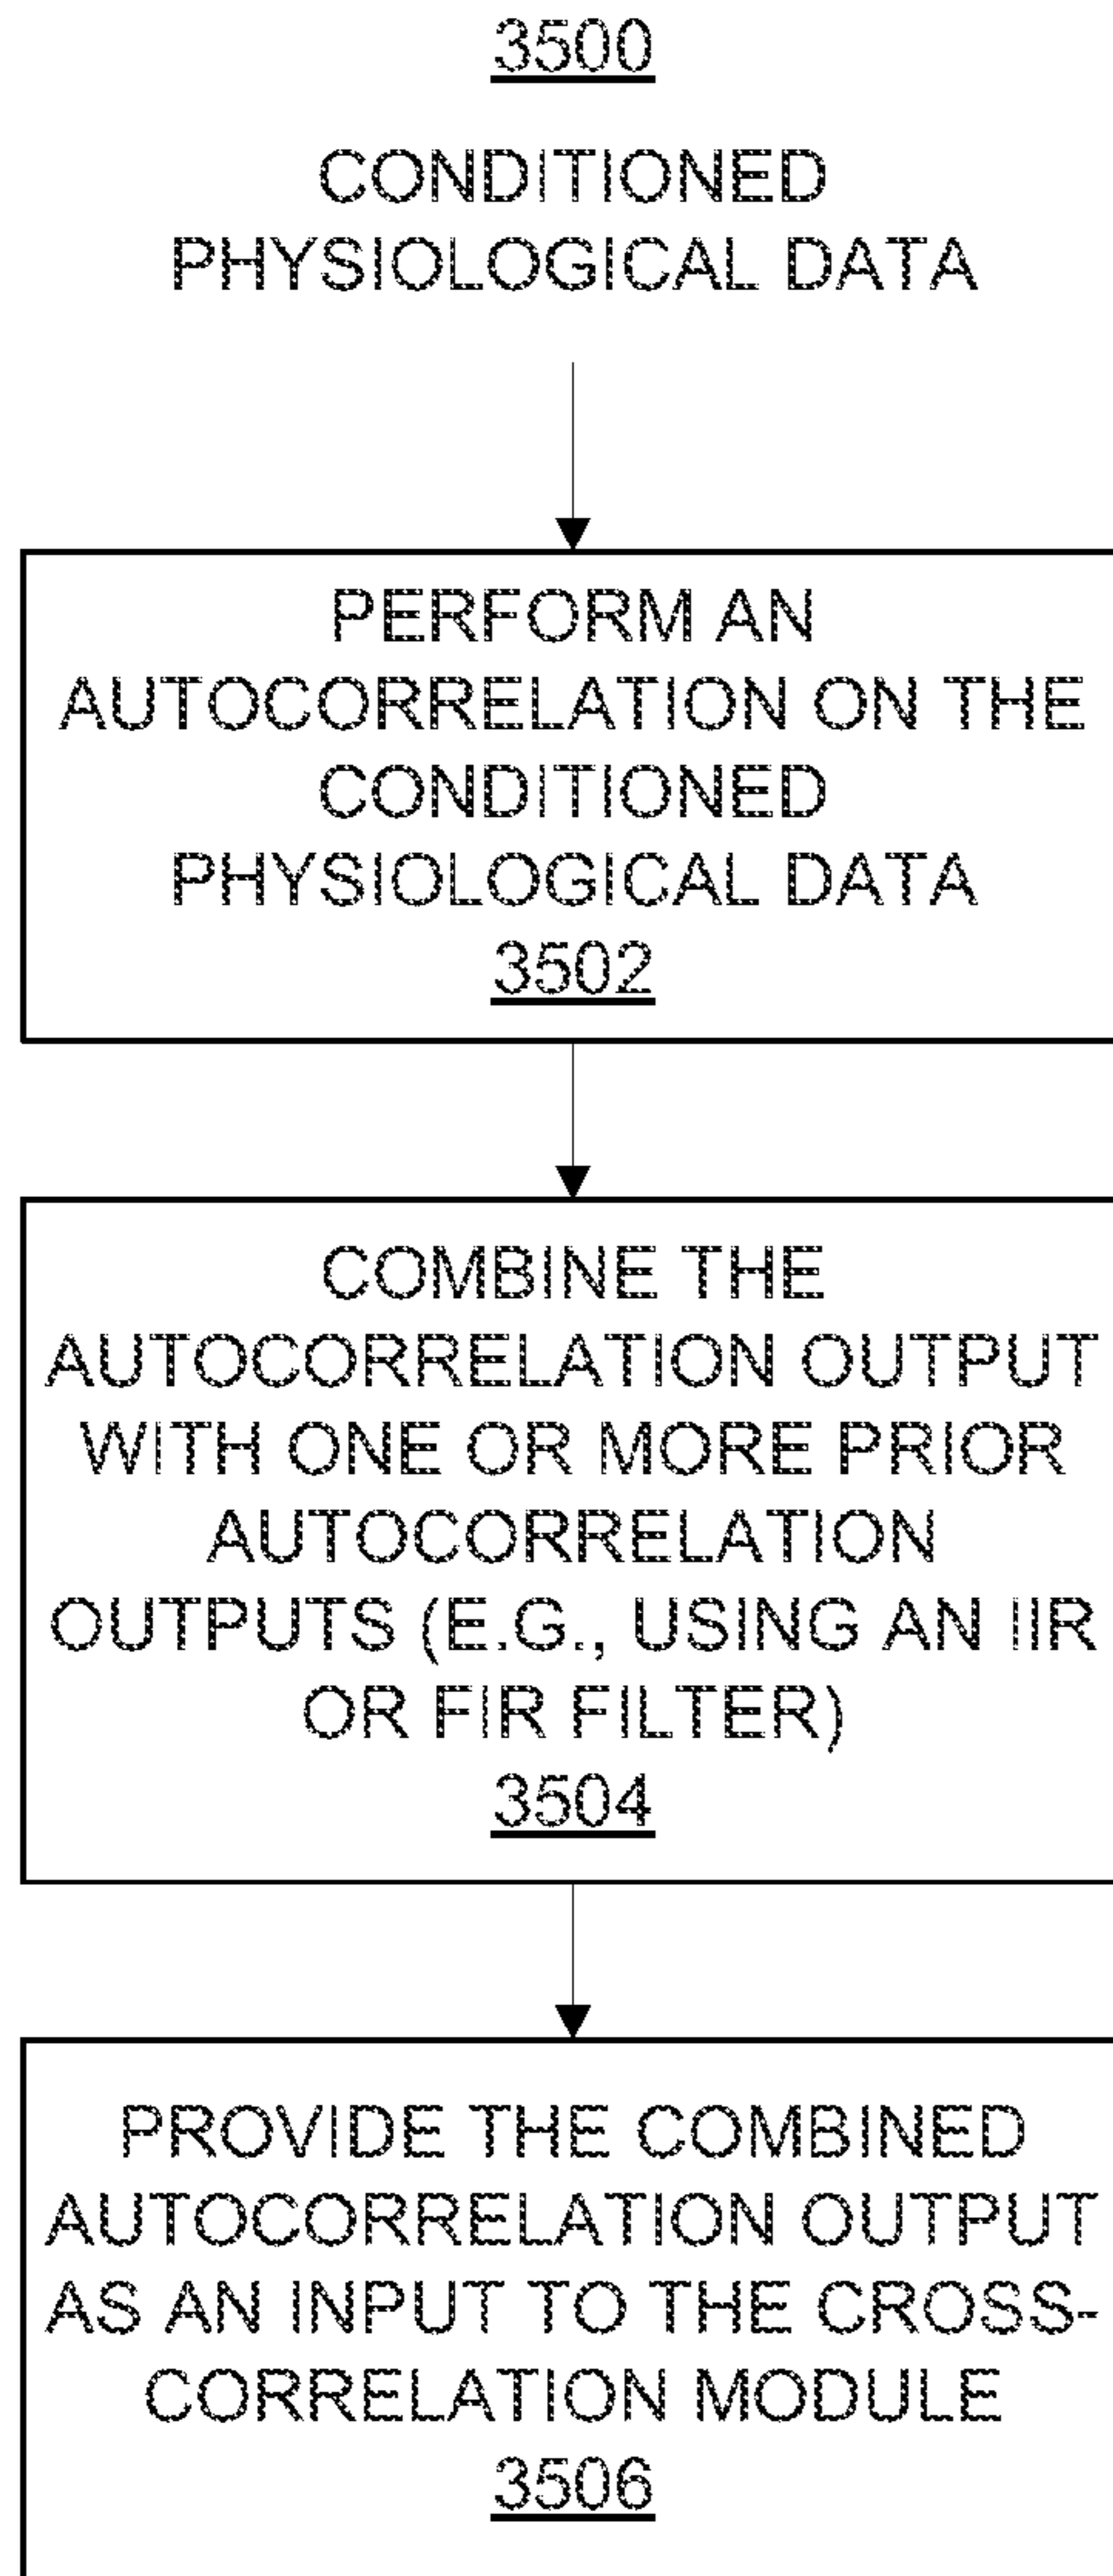 3500
CONDITIONED
PHYSIOLOGICAL DATA
PERFORM AN
AUTOCORRELATION ON THE
CONDITIONED
PHYSIOLOGICAL DATA
3502
COMBINE THE
AUTOCORRELATION OUTPUT
WITH ONE OR MORE PRIOR
AUTOCORRELATION
OUTPUTS (E.G., USING AN IIR
OR FIR FILTER)
3504
PROVIDE THE COMBINED
AUTOCORRELATION OUTPUT
AS AN INPUT TO THE CROSS-
CORRELATION MODULE
3506